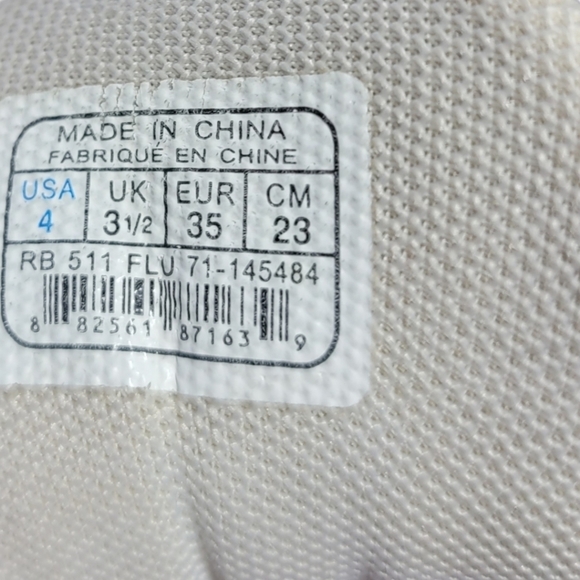 MADE IN CHINA
FABRIQUÉ EN CHINE
USA UK EUR CM
4 3 1/2 35 23
RB 511 FLU 71-145484
8 82561 87163 9